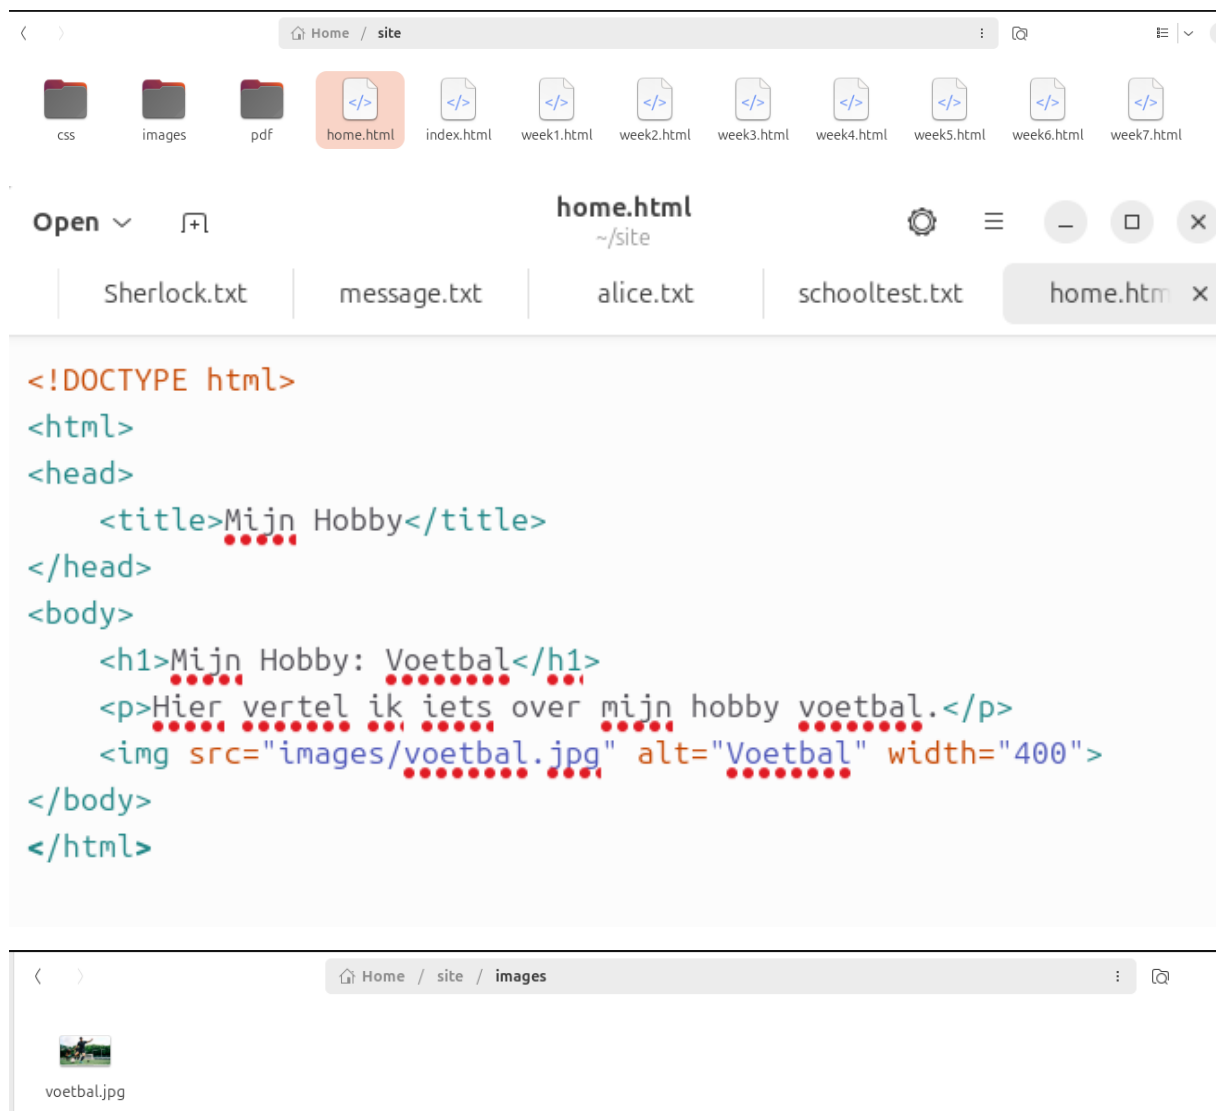 Home / site
css images pdf home.html index.html week1.html week2.html week3.html week4.html week5.html week6.html week7.html
Open home.html
~/site
Sherlock.txt message.txt alice.txt schooltest.txt home.htm
<!DOCTYPE html>
<html>
<head>
    <title>Mijn Hobby</title>
</head>
<body>
    <h1>Mijn Hobby: Voetbal</h1>
    <p>Hier vertel ik iets over mijn hobby voetbal.</p>
    <img src="images/voetbal.jpg" alt="Voetbal" width="400">
</body>
</html>
Home / site / images
voetbal.jpg